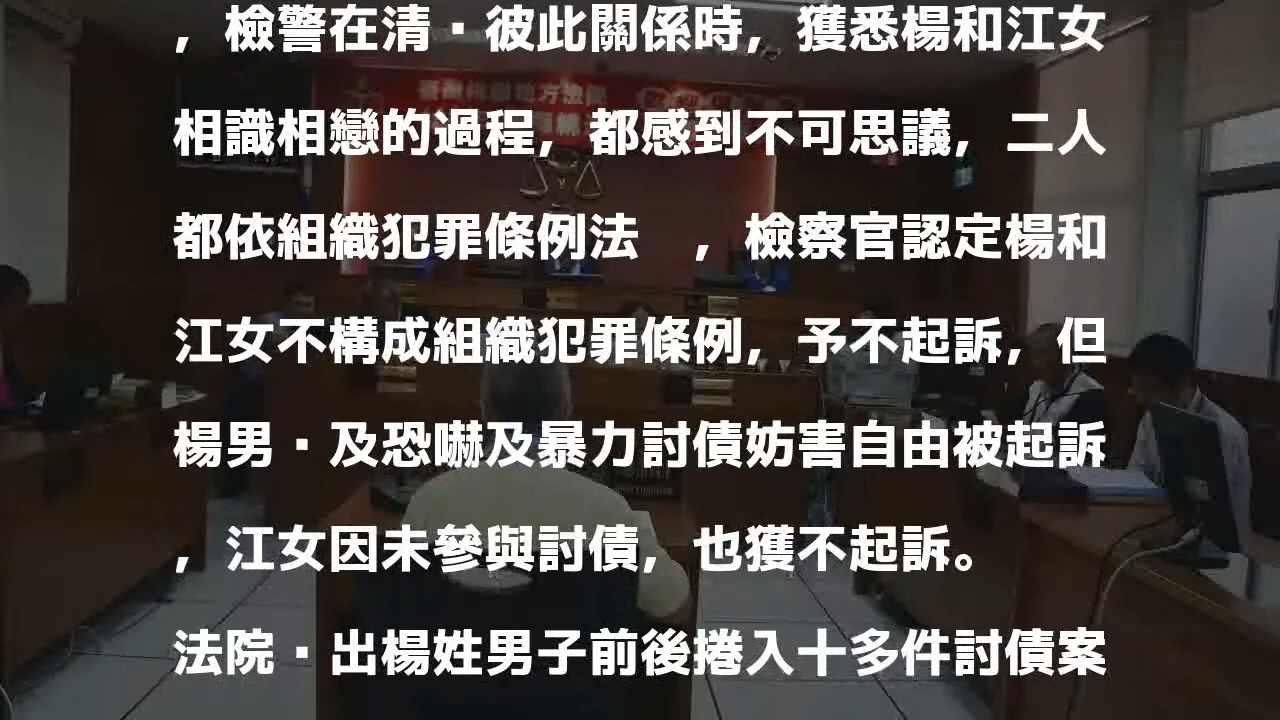 ，檢警在清·彼此關係時，獲悉楊和江女
相識相戀的過程，都感到不可思議，二人
都依組織犯罪條例法　，檢察官認定楊和
江女不構成組織犯罪條例，予不起訴，但
楊男·及恐嚇及暴力討債妨害自由被起訴
，江女因未參與討債，也獲不起訴。
法院·出楊姓男子前後捲入十多件討債案